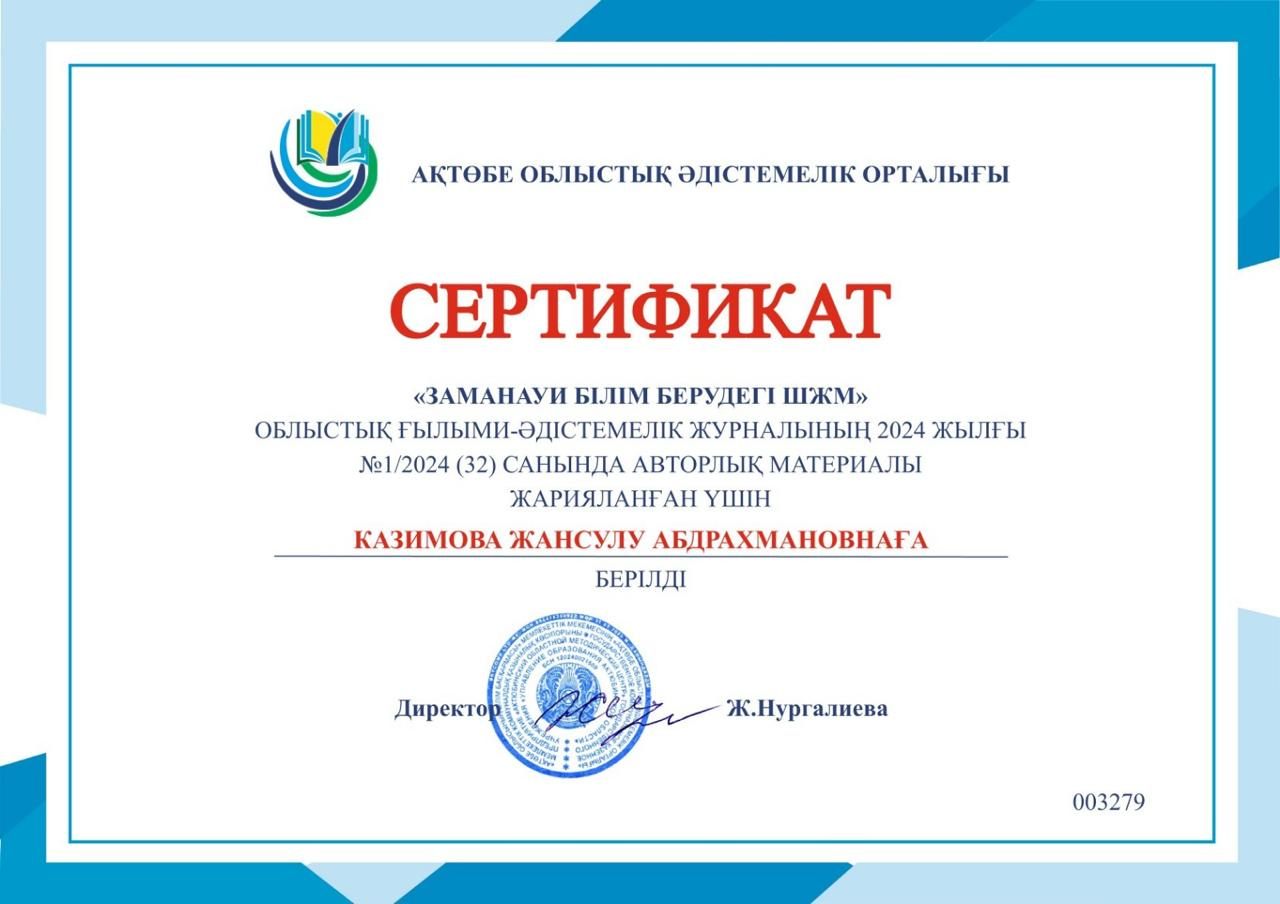 АҚТӨБЕ ОБЛЫСТЫҚ ӘДІСТЕМЕЛІК ОРТАЛЫҒЫ
СЕРТИФИКАТ
«ЗАМАНАУИ БІЛІМ БЕРУДЕГІ ШЖМ»
ОБЛЫСТЫҚ ҒЫЛЫМИ-ӘДІСТЕМЕЛІК ЖУРНАЛЫНЫҢ 2024 ЖЫЛҒЫ
№1/2024 (32) САНЫНДА АВТОРЛЫҚ МАТЕРИАЛЫ
ЖАРИЯЛАНҒАН ҮШІН
КАЗИМОВА ЖАНСУЛУ АБДРАХМАНОВНАҒА
БЕРІЛДІ
Директор Ж.Нургалиева
003279